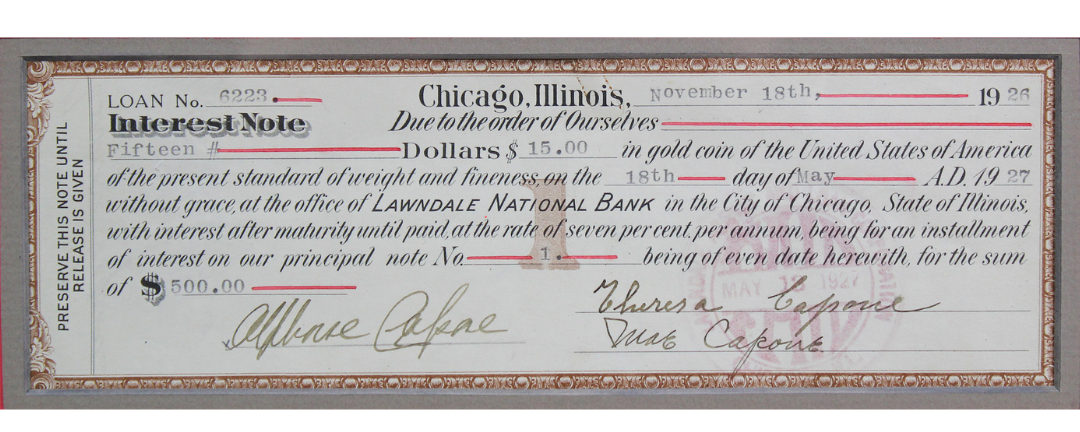 LOAN No. 6223. Chicago, Illinois, November 18th, 1926
Interest Note Due to the order of Ourselves
Fifteen # Dollars $ 15.00 in gold coin of the United States of America
of the present standard of weight and fineness, on the 18th day of May A.D. 1927
without grace, at the office of LAWNDALE NATIONAL BANK in the City of Chicago, State of Illinois,
with interest after maturity until paid, at the rate of seven per cent, per annum, being for an installment
of interest on our principal note No. 1. being of even date herewith, for the sum
of $ 500.00
1
Alphonse Capone
Theresa Capone
Mae Capone
PRESERVE THIS NOTE UNTIL
RELEASE IS GIVEN
MAY 18 1927